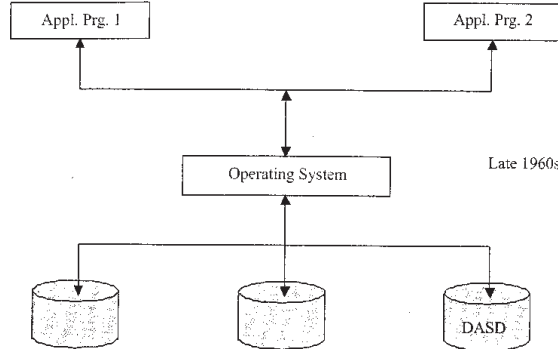 Appl. Prg. 1
Appl. Prg. 2
Operating System
Late 1960s
DASD